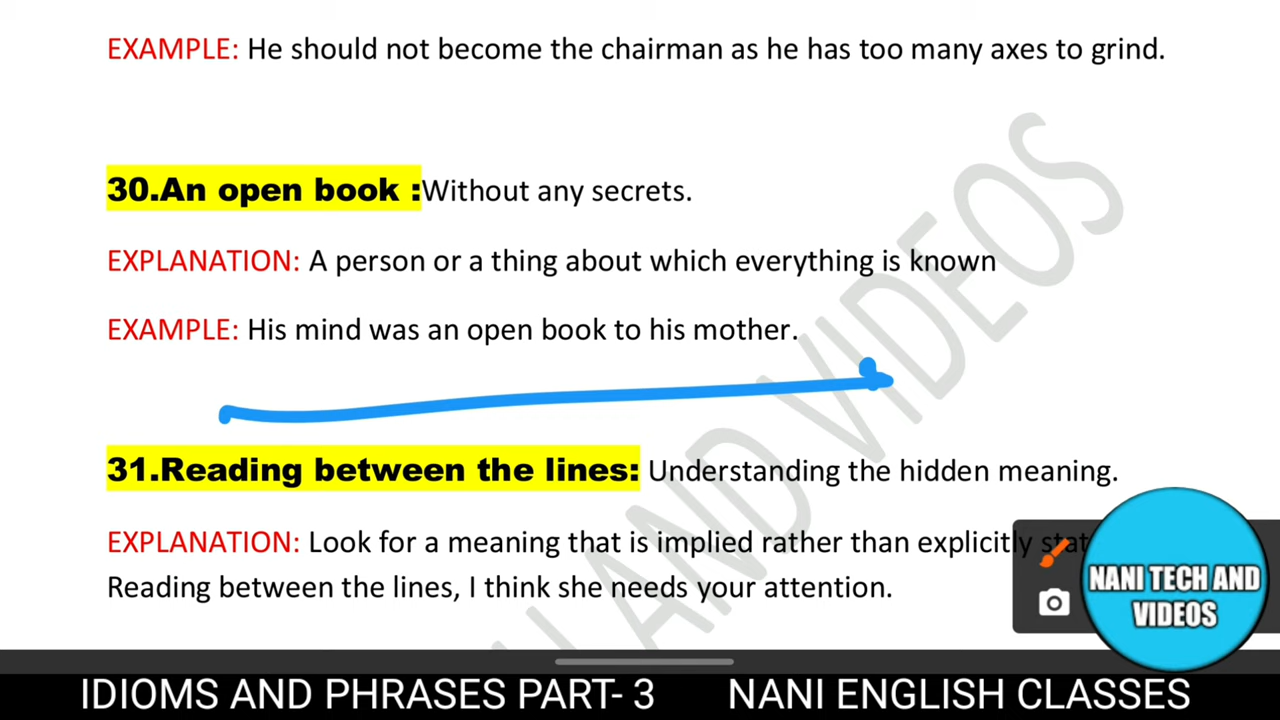 EXAMPLE: He should not become the chairman as he has too many axes to grind.
30.An open book :Without any secrets.
EXPLANATION: A person or a thing about which everything is known
EXAMPLE: His mind was an open book to his mother.
31.Reading between the lines: Understanding the hidden meaning.
EXPLANATION: Look for a meaning that is implied rather than explicitly
Reading between the lines, I think she needs your attention.
AND VIDEOS
NANI TECH AND
VIDEOS
IDIOMS AND PHRASES PART- 3 NANI ENGLISH CLASSES